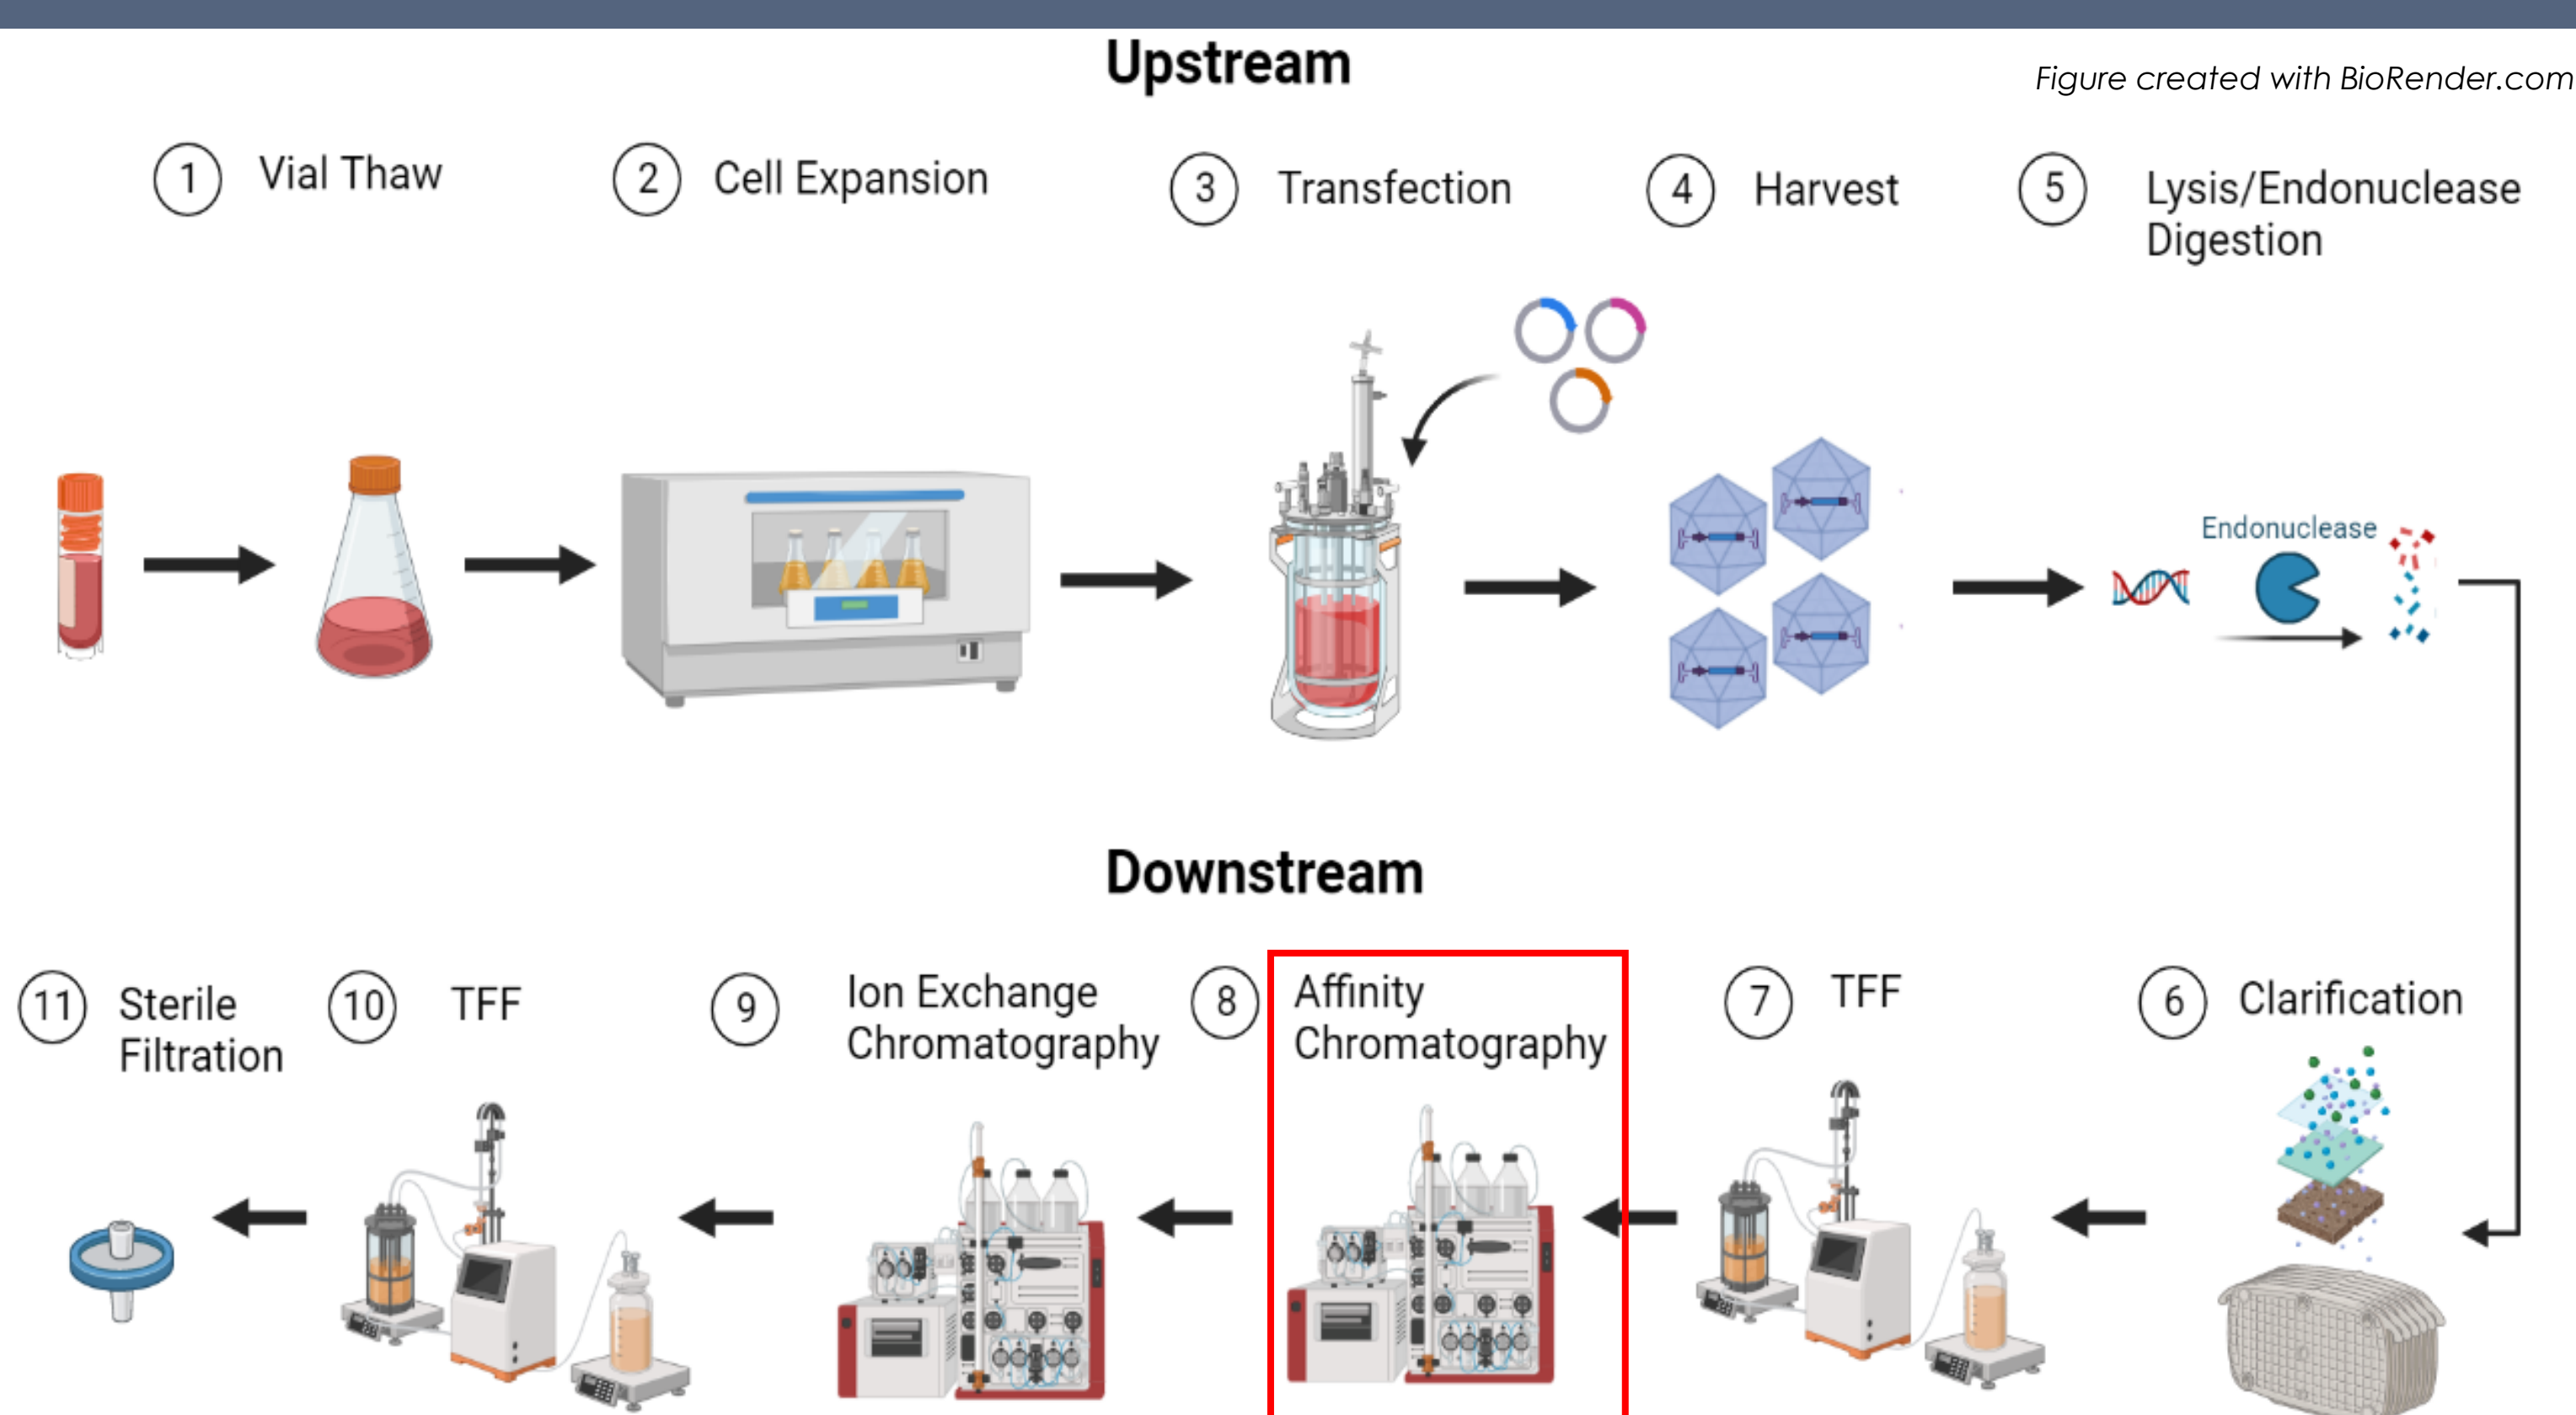 Upstream
Figure created with BioRender.com
1 Vial Thaw
2 Cell Expansion
3 Transfection
4 Harvest
5 Lysis/Endonuclease
Digestion
Endonuclease
Downstream
11 Sterile
Filtration
10 TFF
9 Ion Exchange
Chromatography
8 Affinity
Chromatography
7 TFF
6 Clarification